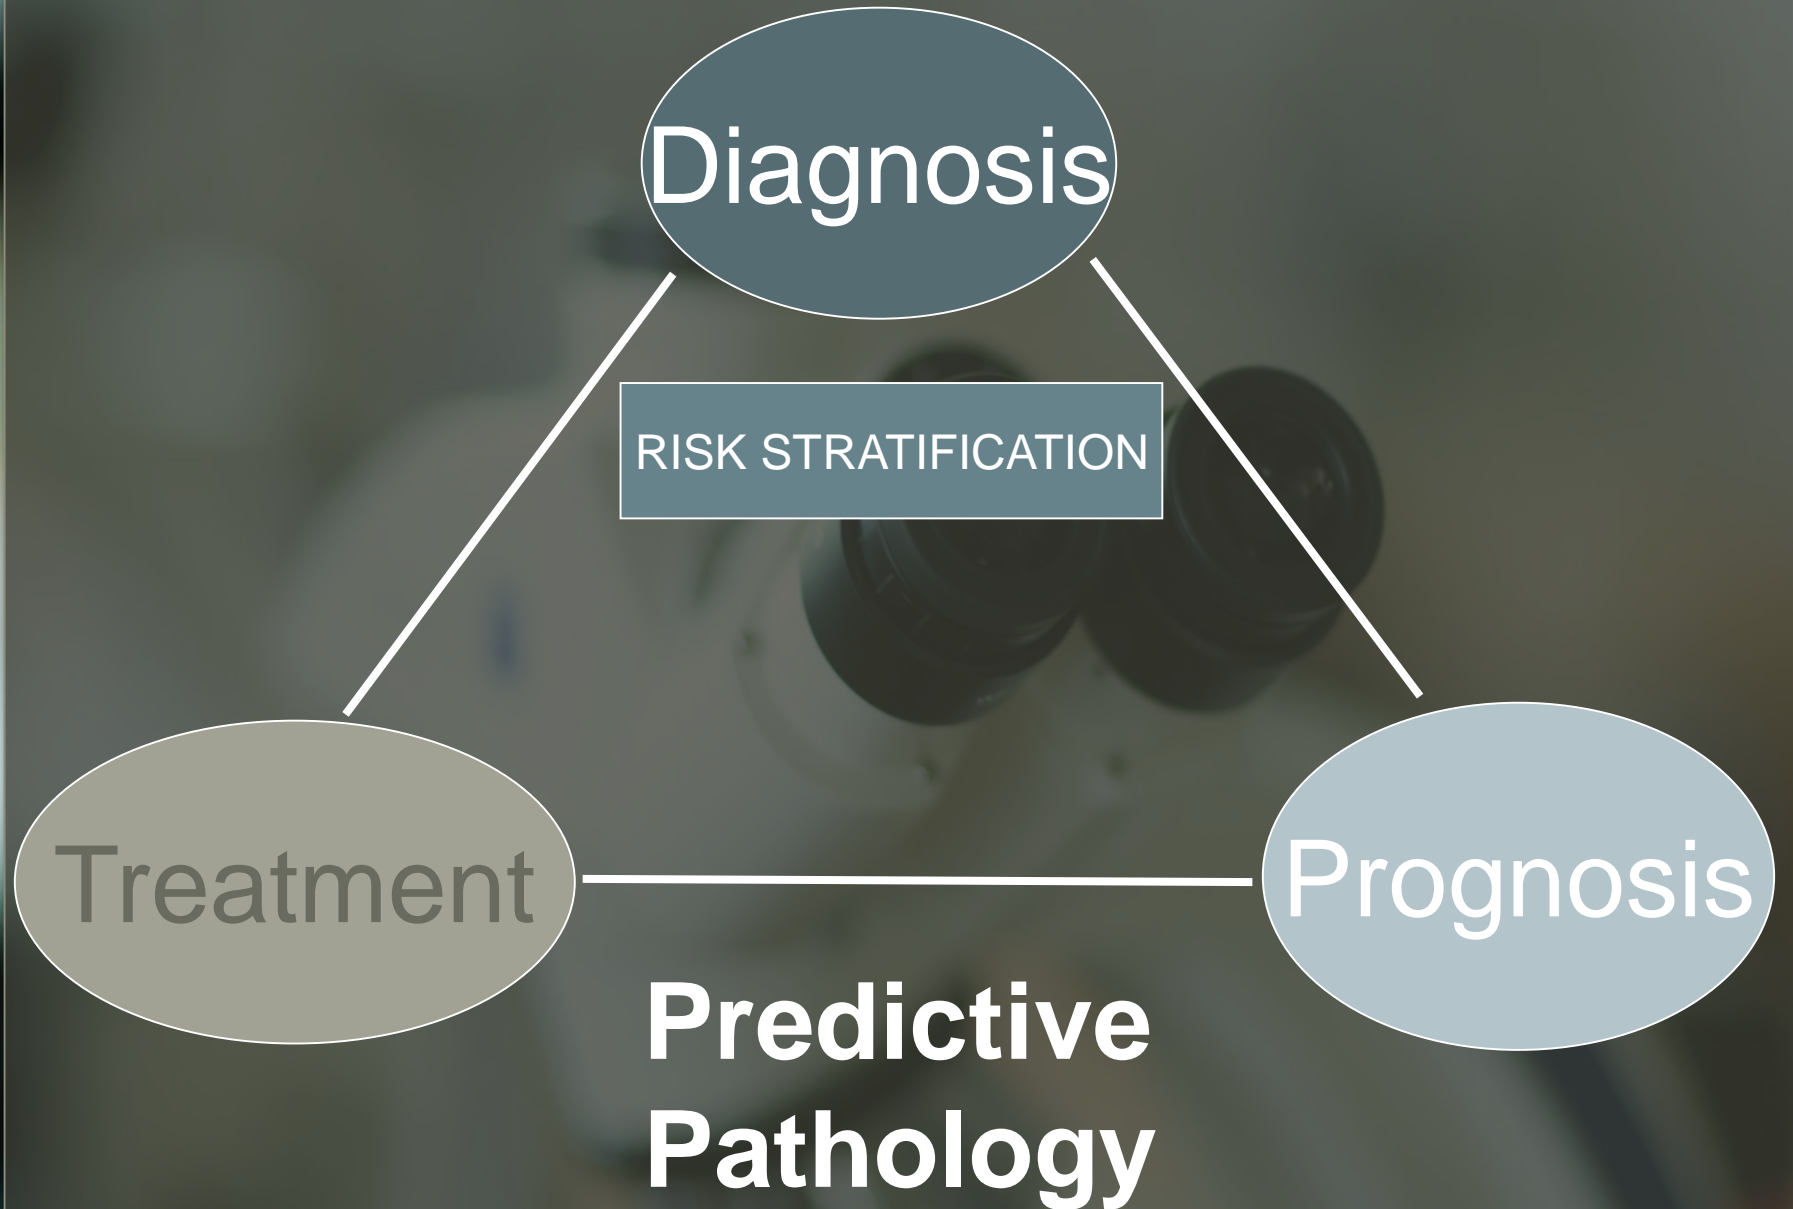 Diagnosis
RISK STRATIFICATION
Treatment
Prognosis
Predictive
Pathology